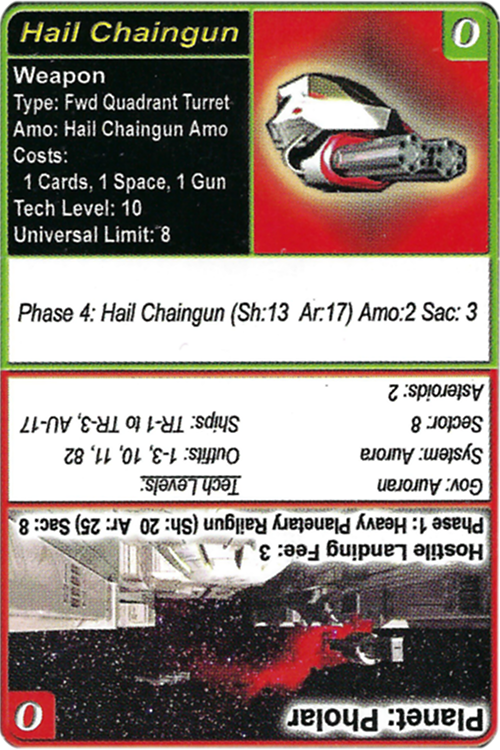 Hail Chaingun
0
Weapon
Type: Fwd Quadrant Turret
Amo: Hail Chaingun Amo
Costs:
1 Cards, 1 Space, 1 Gun
Tech Level: 10
Universal Limit: 8
Phase 4: Hail Chaingun (Sh:13 Ar:17) Amo:2 Sac: 3
Planet: Pholar
0
Hostile Landing Fee: 3
Phase 1: Heavy Planetary Railgun (Sh: 20 Ar: 25) Sac: 8
Gov: Auroran
Tech Levels:
System: Aurora
Outfits: 1-3, 10, 11, 82
Sector: 8
Ships: TR-1 to TR-3, AU-17
Asteroids: 2